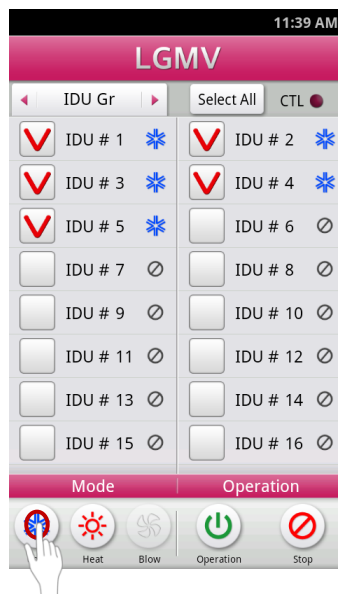 11:39 AM
LGMV
IDU Gr
Select All
CTL
IDU # 1
IDU # 2
IDU # 3
IDU # 4
IDU # 5
IDU # 6
IDU # 7
IDU # 8
IDU # 9
IDU # 10
IDU # 11
IDU # 12
IDU # 13
IDU # 14
IDU # 15
IDU # 16
Mode
Operation
Heat
Blow
Operation
Stop